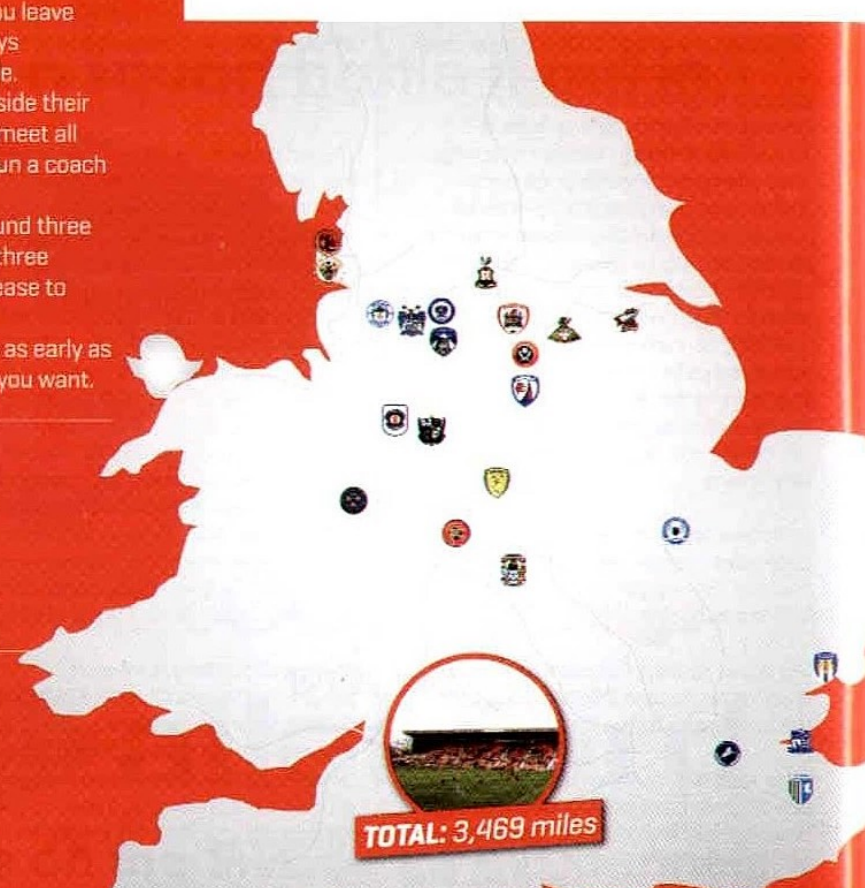 u leave
ys
e.
side their
meet all
un a coach
und three
three
ease to
as early as
you want.
TOTAL: 3,469 miles